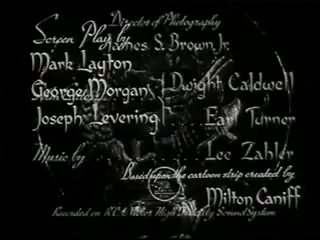 Director of Photography
Screen Play by
James S. Brown, Jr.
Mark Layton
George Morgan
Dwight Caldwell
Joseph Levering
Earl Turner
Music by
Lee Zahler
Based upon the cartoon strip created by
Milton Caniff
Recorded on RCA Victor High Fidelity Sound System